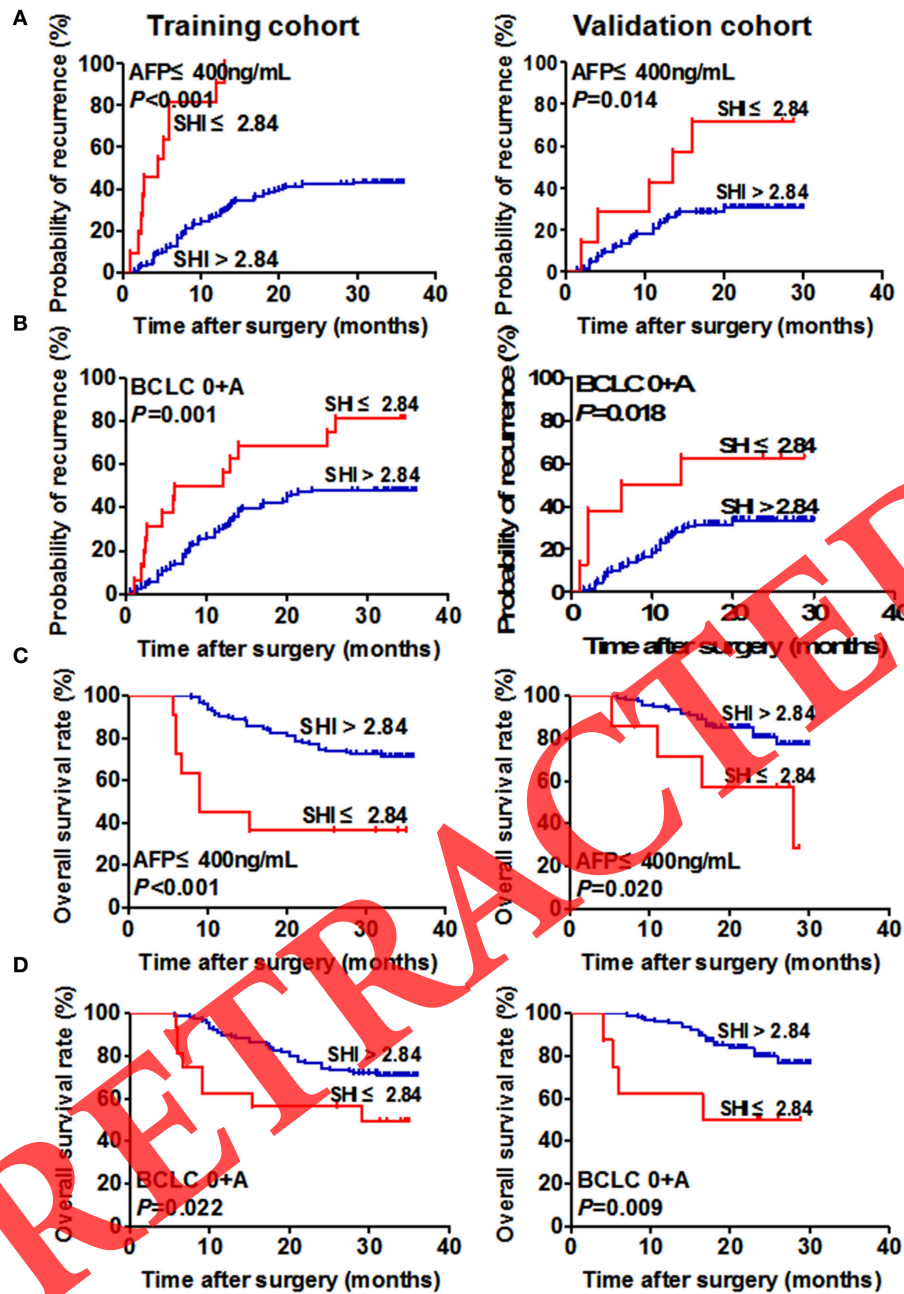 A
Training cohort
Validation cohort
Probability of recurrence (%)
100
80
60
40
20
0
AFP≤ 400ng/mL
P<0.001
SHI ≤ 2.84
SHI > 2.84
0 10 20 30 40
Time after surgery (months)
Probability of recurrence (%)
100
80
60
40
20
0
AFP≤ 400ng/mL
P=0.014
SHI ≤ 2.84
SHI > 2.84
0 10 20 30 40
Time after surgery (months)
B
Probability of recurrence (%)
100
80
60
40
20
0
BCLC 0+A
P=0.001
SH ≤ 2.84
SHI > 2.84
0 10 20 30 40
Time after surgery (months)
Probability of recurrence (%)
100
80
60
40
20
0
BCLC 0+A
P=0.018
SH ≤ 2.84
SHI > 2.84
0 10 20 30 40
Time after surgery (months)
C
Overall survival rate (%)
100
80
60
40
20
0
SHI > 2.84
SHI ≤ 2.84
AFP≤ 400ng/mL
P<0.001
0 10 20 30 40
Time after surgery (months)
Overall survival rate (%)
100
80
60
40
20
0
SHI > 2.84
SH ≤ 2.84
AFP≤ 400ng/mL
P=0.020
0 10 20 30 40
Time after surgery (months)
D
Overall survival rate (%)
100
80
60
40
20
0
SHI > 2.84
SH ≤ 2.84
BCLC 0+A
P=0.022
0 10 20 30 40
Time after surgery (months)
Overall survival rate (%)
100
80
60
40
20
0
SHI > 2.84
SHI ≤ 2.84
BCLC 0+A
P=0.009
0 10 20 30 40
Time after surgery (months)
RETRACTED